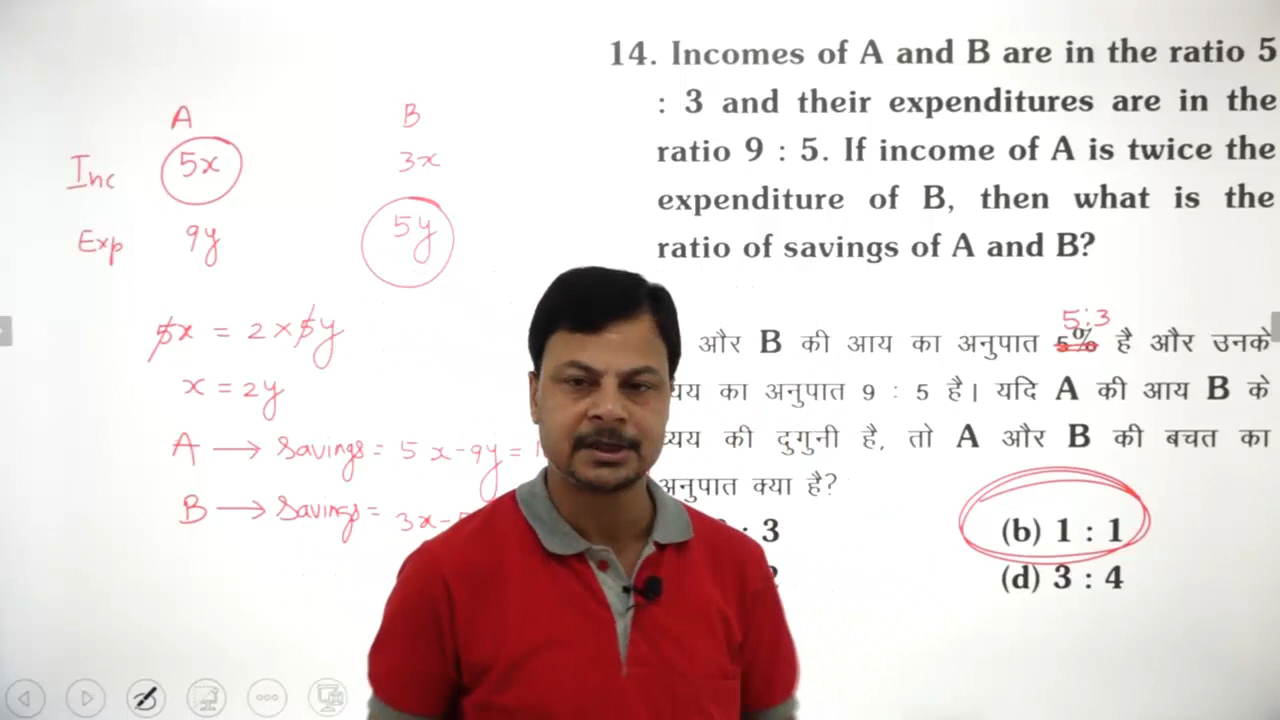 14. Incomes of A and B are in the ratio 5
: 3 and their expenditures are in the
ratio 9 : 5. If income of A is twice the
expenditure of B, then what is the
ratio of savings of A and B?
5:3
और B की आय का अनुपात 5% है और उनके
का अनुपात 9 : 5 है। यदि A की आय B के
की दुगुनी है, तो A और B की बचत का
अनुपात क्या है?
: 3
(b) 1 : 1
(d) 3 : 4
A B
Inc 5x 3x
Exp 9y 5y
5x = 2 × 5y
x = 2y
A → Savings = 5x - 9y =
B → Savings = 3x -